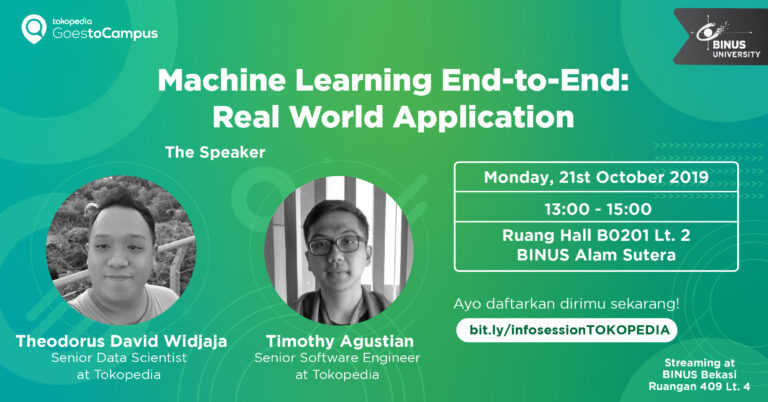 tokopedia
GoestoCampus
BINUS
UNIVERSITY
Machine Learning End-to-End:
Real World Application
The Speaker
Theodorus David Widjaja
Senior Data Scientist
at Tokopedia
Timothy Agustian
Senior Software Engineer
at Tokopedia
Monday, 21st October 2019
13:00 - 15:00
Ruang Hall B0201 Lt. 2
BINUS Alam Sutera
Ayo daftarkan dirimu sekarang!
bit.ly/infosessionTOKOPEDIA
Streaming at
BINUS Bekasi
Ruangan 409 Lt. 4